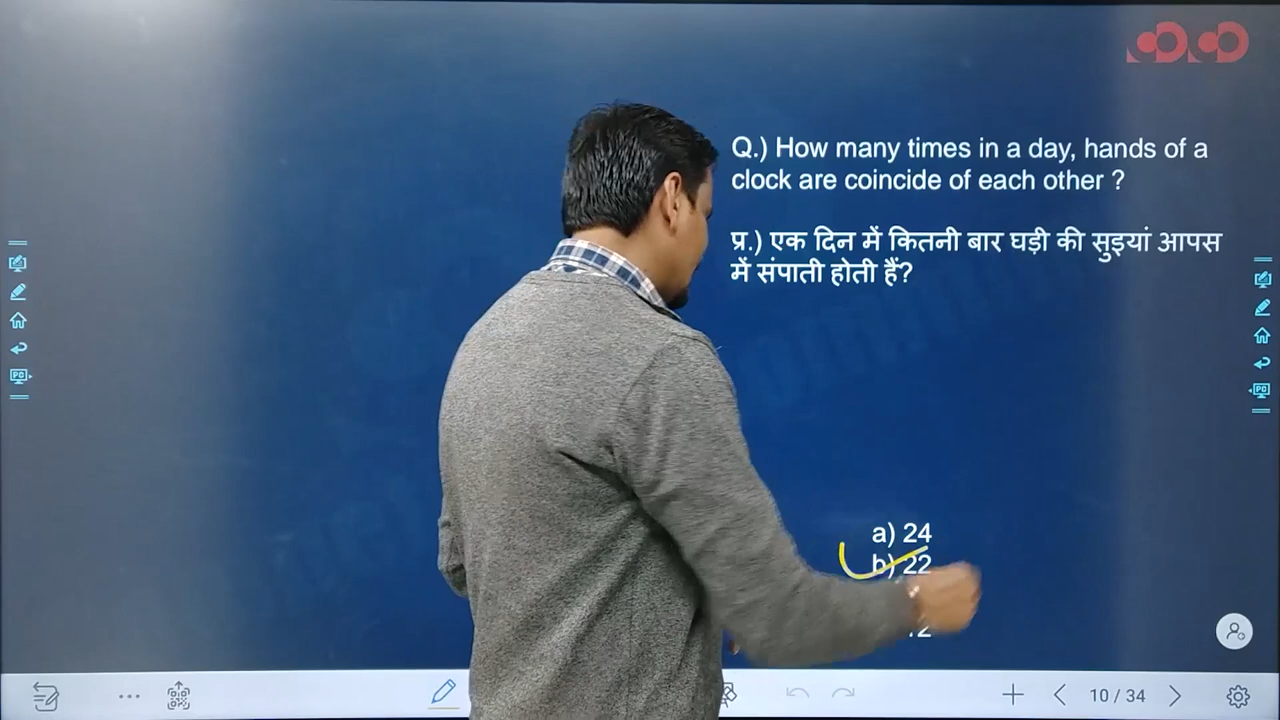 Q.) How many times in a day, hands of a
clock are coincide of each other ?
प्र.) एक दिन में कितनी बार घड़ी की सुइयां आपस
में संपाती होती हैं?
a) 24
b) 22
10 / 34